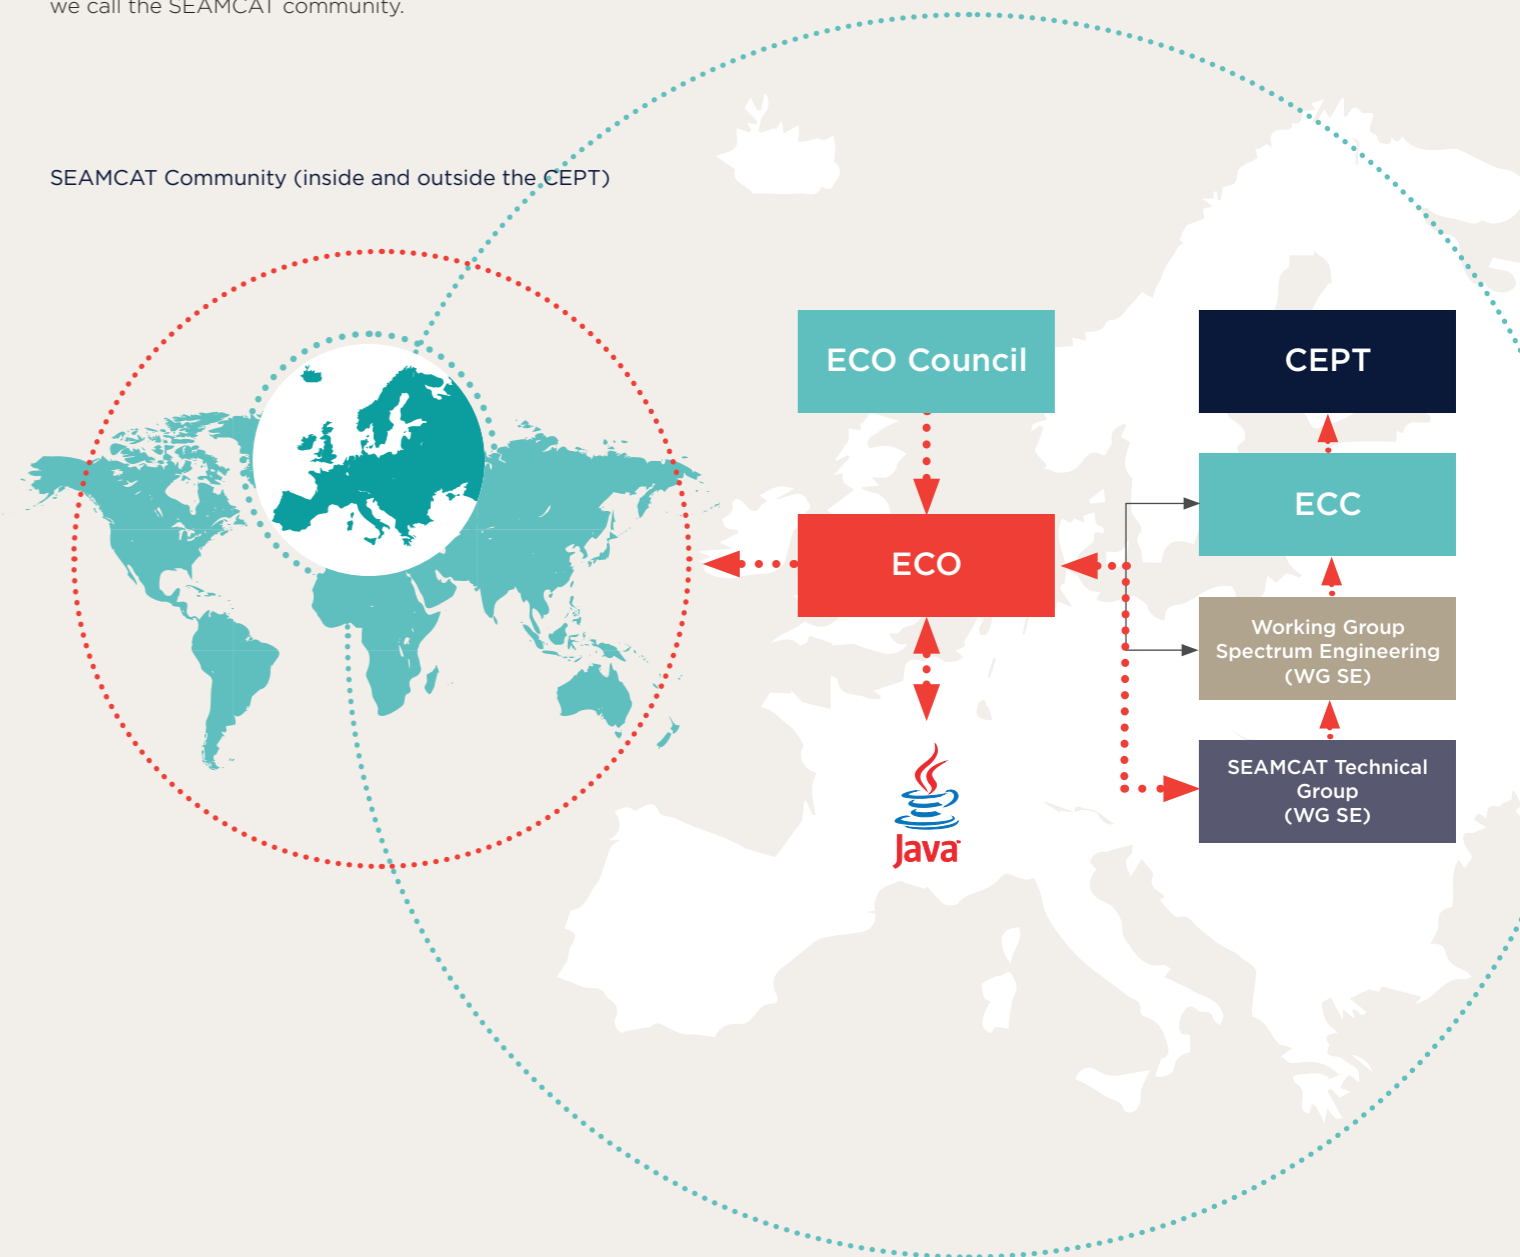 we call the SEAMCAT community.
SEAMCAT Community (inside and outside the CEPT)
ECO Council
CEPT
ECC
ECO
Working Group
Spectrum Engineering
(WG SE)
SEAMCAT Technical
Group
(WG SE)
Java